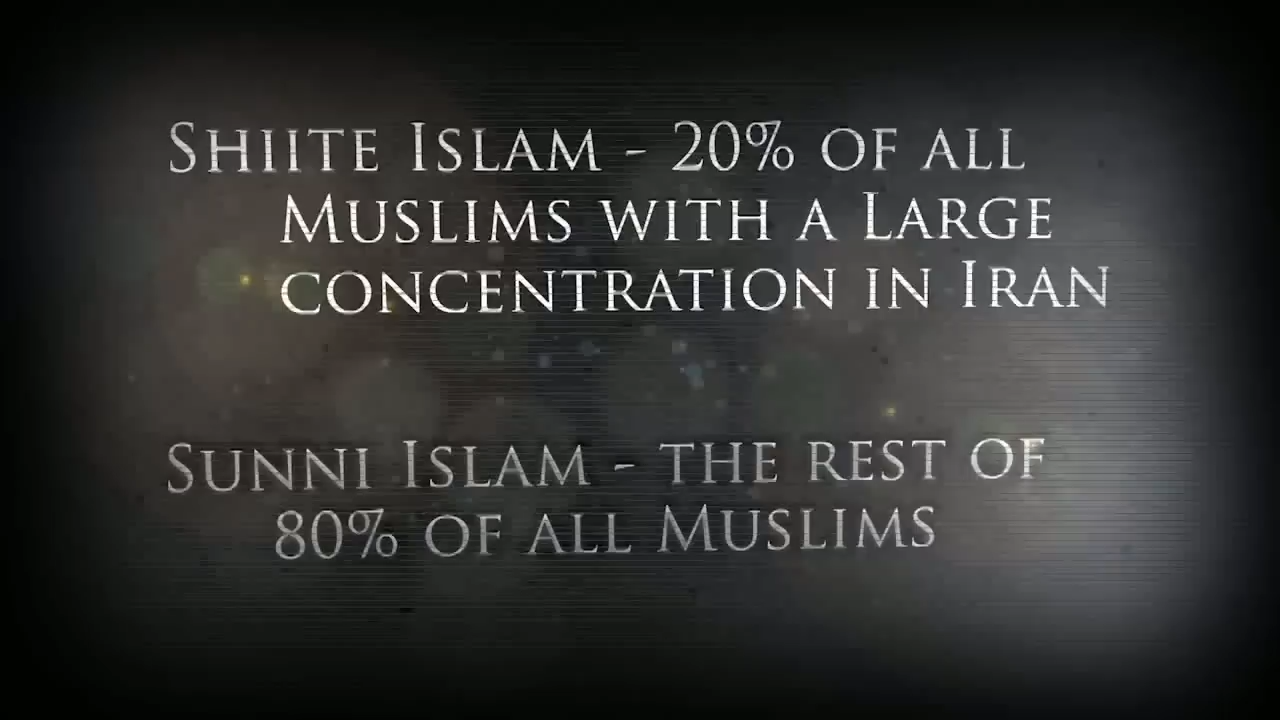 Shiite Islam - 20% of all
Muslims with a Large
concentration in Iran
Sunni Islam - the rest of
80% of all Muslims